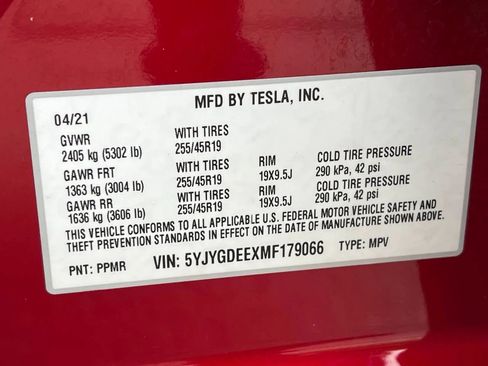 MFD BY TESLA, INC.
04/21
GVWR WITH TIRES
2405 kg (5302 lb) 255/45R19
GAWR FRT WITH TIRES RIM COLD TIRE PRESSURE
1363 kg (3004 lb) 255/45R19 19X9.5J 290 kPa, 42 psi
GAWR RR WITH TIRES RIM COLD TIRE PRESSURE
1636 kg (3606 lb) 255/45R19 19X9.5J 290 kPa, 42 psi
THIS VEHICLE CONFORMS TO ALL APPLICABLE U.S. FEDERAL MOTOR VEHICLE SAFETY AND
THEFT PREVENTION STANDARDS IN EFFECT ON THE DATE OF MANUFACTURE SHOWN ABOVE.
PNT: PPMR VIN: 5YJYGDEEXMF179066 TYPE: MPV